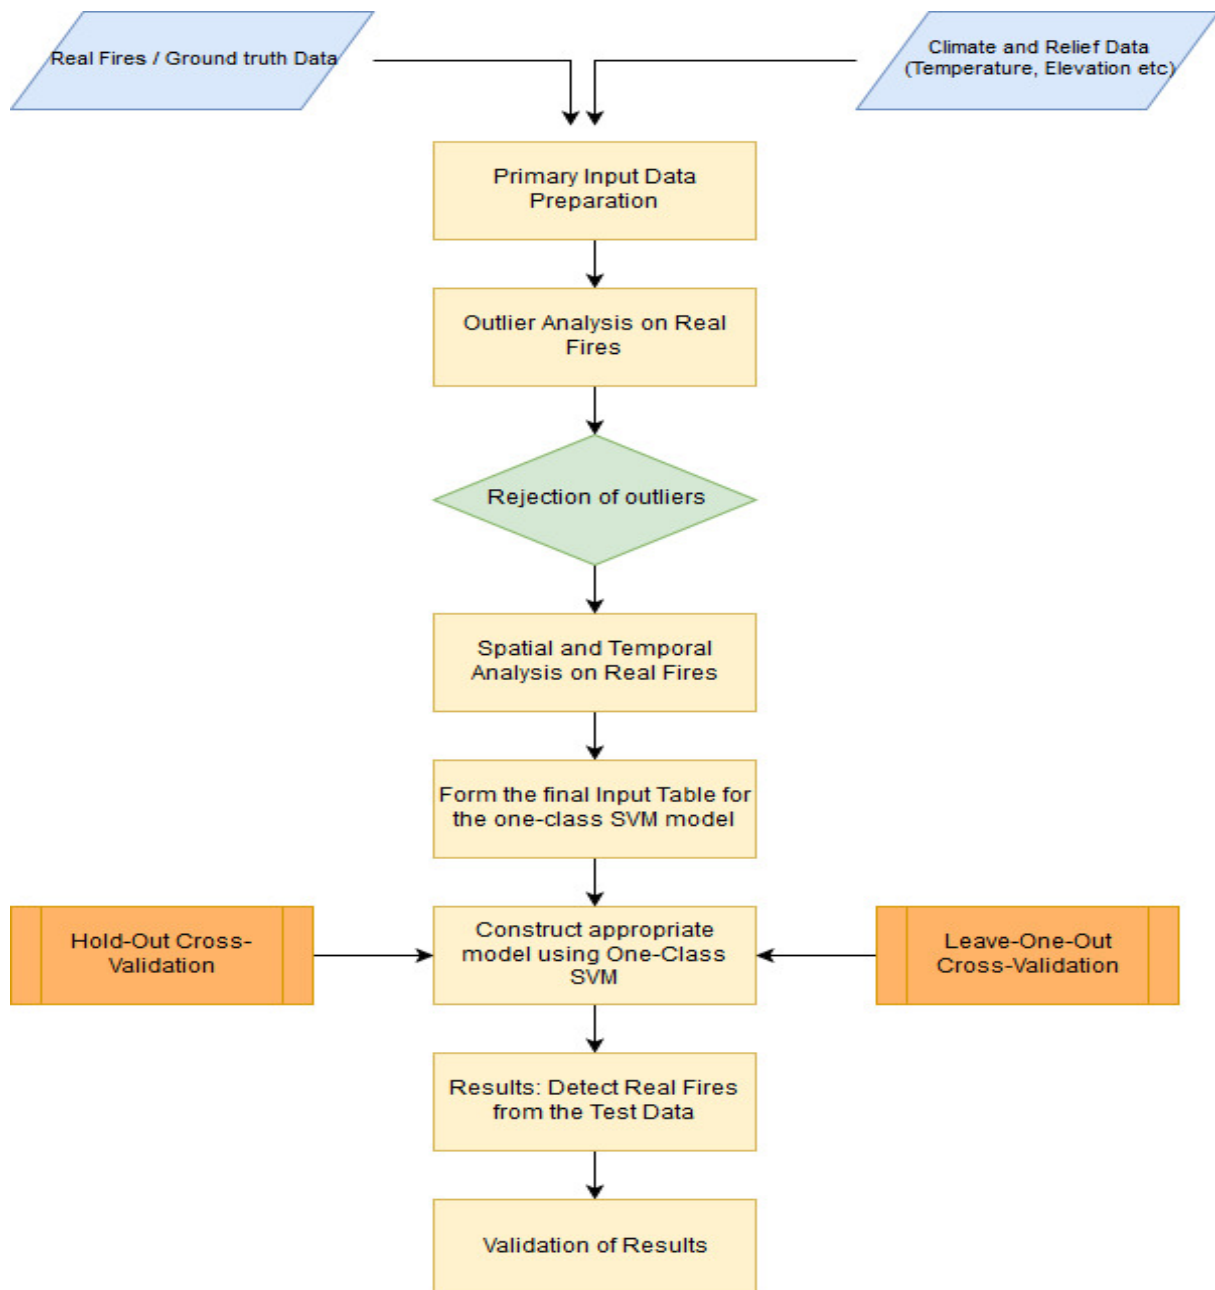 Real Fires / Ground truth Data
Climate and Relief Data
(Temperature, Elevation etc)
Primary Input Data
Preparation
Outlier Analysis on Real
Fires
Rejection of outliers
Spatial and Temporal
Analysis on Real Fires
Form the final Input Table for
the one-class SVM model
Hold-Out Cross-
Validation
Construct appropriate
model using One-Class
SVM
Leave-One-Out
Cross-Validation
Results: Detect Real Fires
from the Test Data
Validation of Results